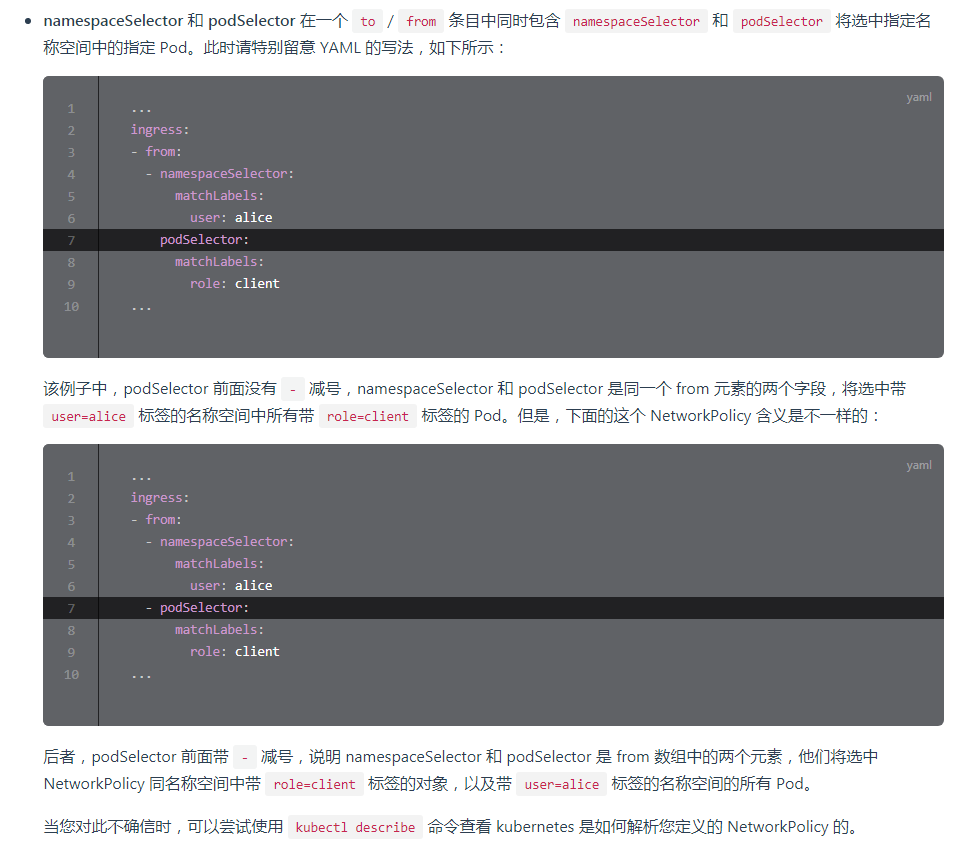 • namespaceSelector 和 podSelector 在一个 to / from 条目中同时包含 namespaceSelector 和 podSelector 将选中指定名
称空间中的指定 Pod。此时请特别留意 YAML 的写法，如下所示：
yaml
1 ...
2 ingress:
3 - from:
4   - namespaceSelector:
5       matchLabels:
6         user: alice
7     podSelector:
8       matchLabels:
9         role: client
10 ...
该例子中，podSelector 前面没有 - 减号，namespaceSelector 和 podSelector 是同一个 from 元素的两个字段，将选中带
user=alice 标签的名称空间中所有带 role=client 标签的 Pod。但是，下面的这个 NetworkPolicy 含义是不一样的：
yaml
1 ...
2 ingress:
3 - from:
4   - namespaceSelector:
5       matchLabels:
6         user: alice
7   - podSelector:
8       matchLabels:
9         role: client
10 ...
后者，podSelector 前面带 - 减号，说明 namespaceSelector 和 podSelector 是 from 数组中的两个元素，他们将选中
NetworkPolicy 同名称空间中带 role=client 标签的对象，以及带 user=alice 标签的名称空间的所有 Pod。
当您对此不确信时，可以尝试使用 kubectl describe 命令查看 kubernetes 是如何解析您定义的 NetworkPolicy 的。